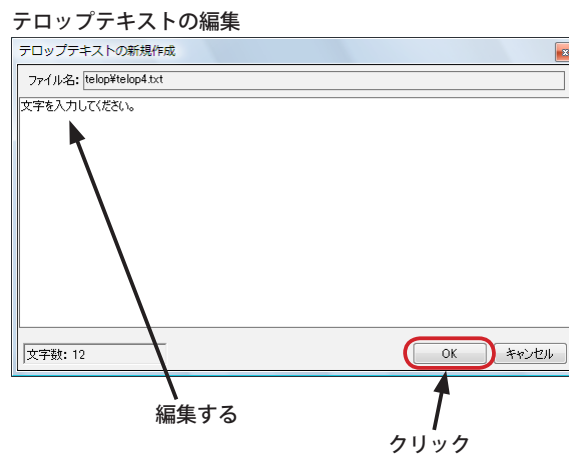 テロップテキストの編集
テロップテキストの新規作成
ファイル名: telop¥telop4.txt
文字を入力してください。
文字数: 12
OK キャンセル
編集する
クリック